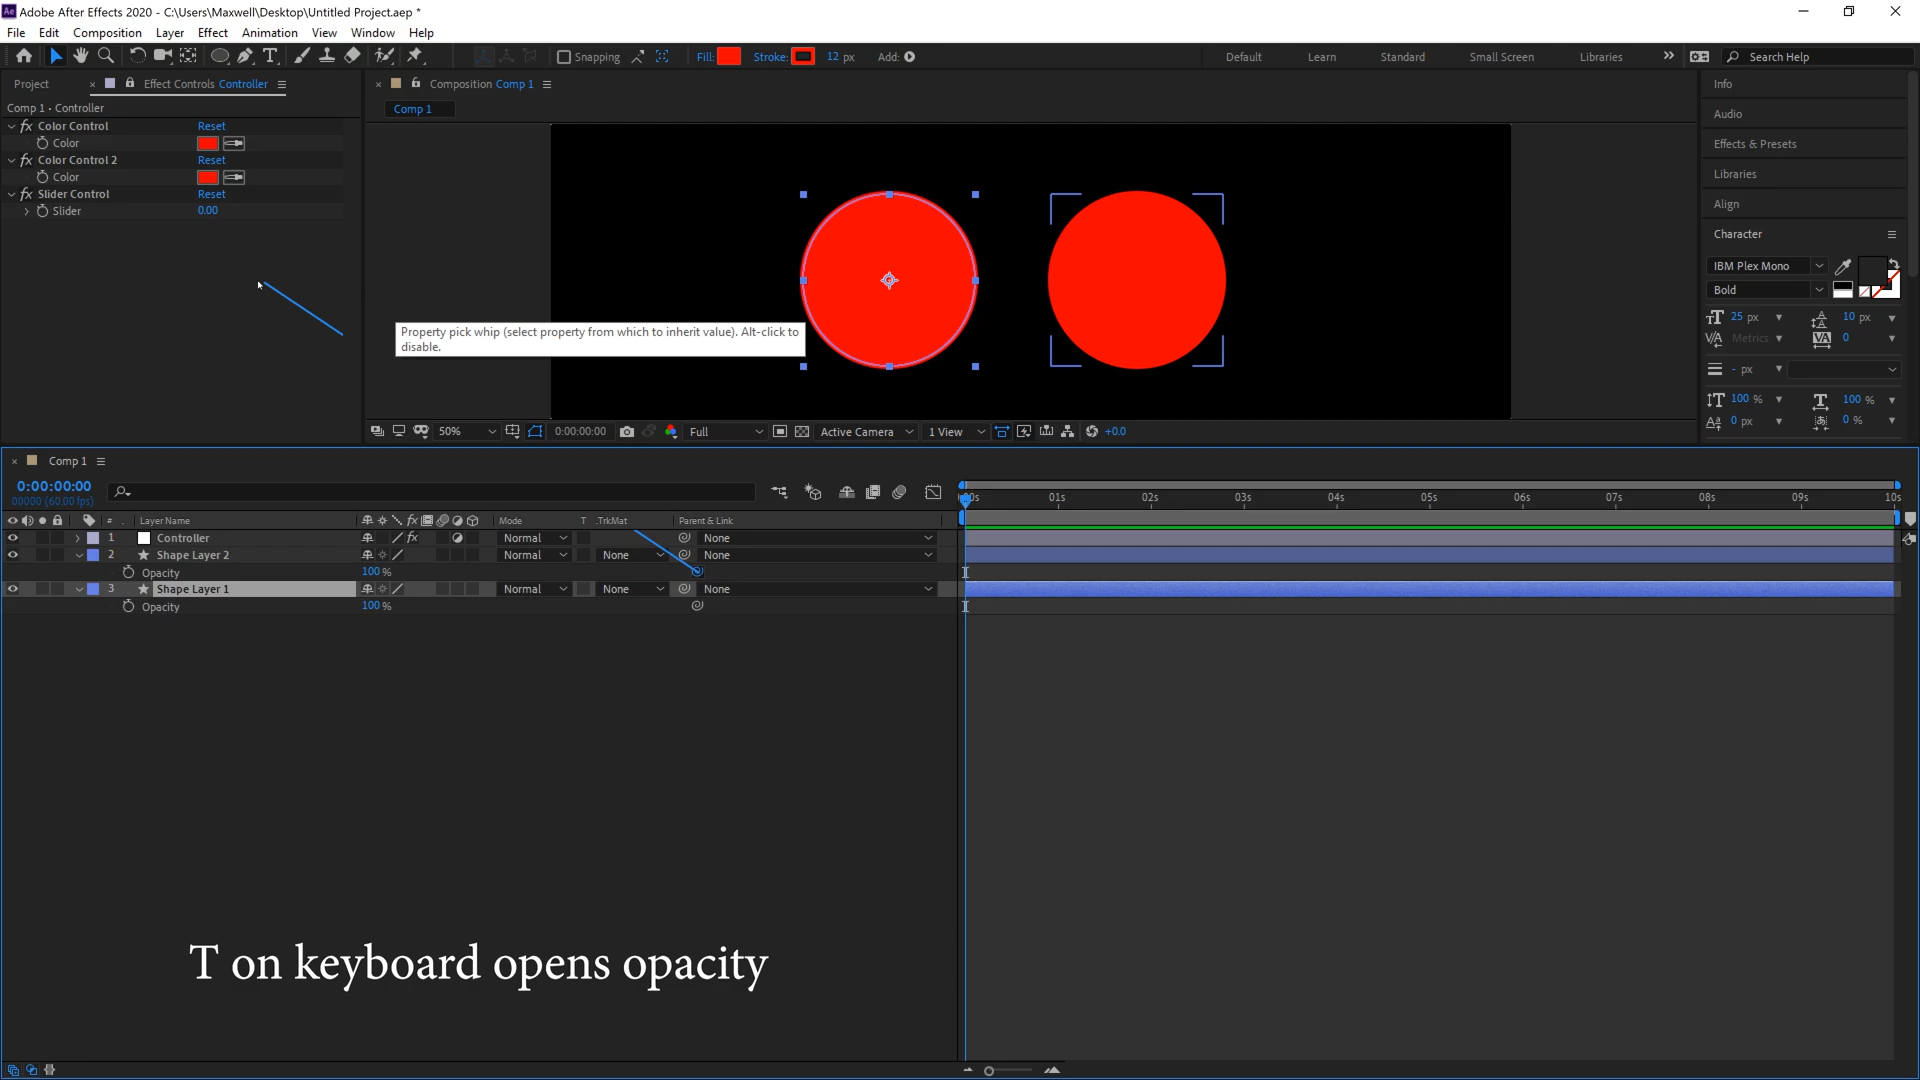 Adobe After Effects 2020 - C:\Users\Maxwell\Desktop\Untitled Project.aep *
File Edit Composition Layer Effect Animation View Window Help
Snapping Fill: Stroke: 12 px Add: Default Learn Standard Small Screen Libraries Search Help
Project Effect Controls Controller
Comp 1 • Controller
fx Color Control Reset
Color
fx Color Control 2 Reset
Color
fx Slider Control Reset
Slider 0.00
Composition Comp 1
Comp 1
Property pick whip (select property from which to inherit value). Alt-click to
disable.
50% 0:00:00:00 Full Active Camera 1 View +0.0
Info
Audio
Effects & Presets
Libraries
Align
Character
IBM Plex Mono
Bold
25 px 10 px
Metrics 0
- px
100 % 100 %
0 px 0 %
Comp 1
0:00:00:00
00000 (60.00 fps)
# Layer Name fx Mode T .TrkMat Parent & Link
00s 01s 02s 03s 04s 05s 06s 07s 08s 09s 10s
1 Controller fx Normal None
2 Shape Layer 2 Normal None None
Opacity 100 %
3 Shape Layer 1 Normal None None
Opacity 100 %
T on keyboard opens opacity